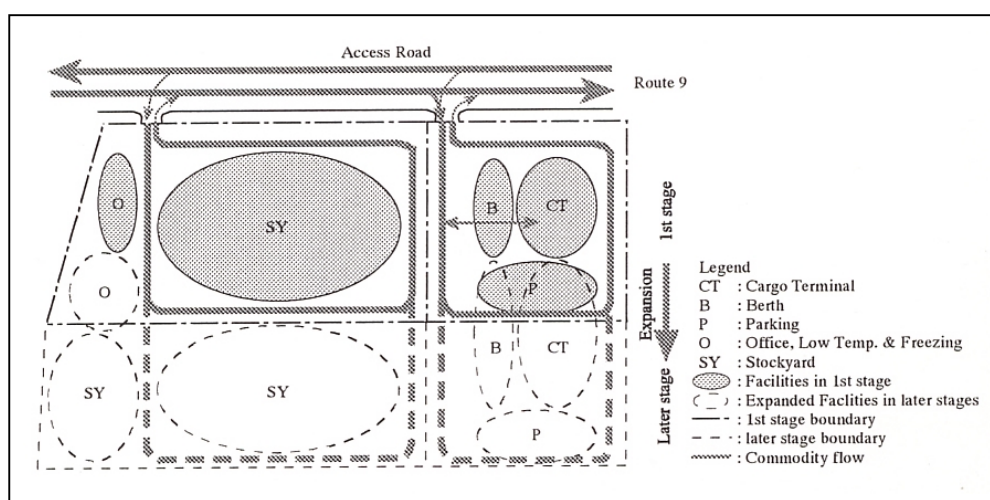 Access Road
Route 9
O
SY
B
CT
P
O
SY
SY
B
CT
P
1st stage
Expansion
Later stage
Legend
CT : Cargo Terminal
B : Berth
P : Parking
O : Office, Low Temp. & Freezing
SY : Stockyard
: Facilities in 1st stage
: Expanded Faclities in later stages
: 1st stage boundary
: later stage boundary
: Commodity flow